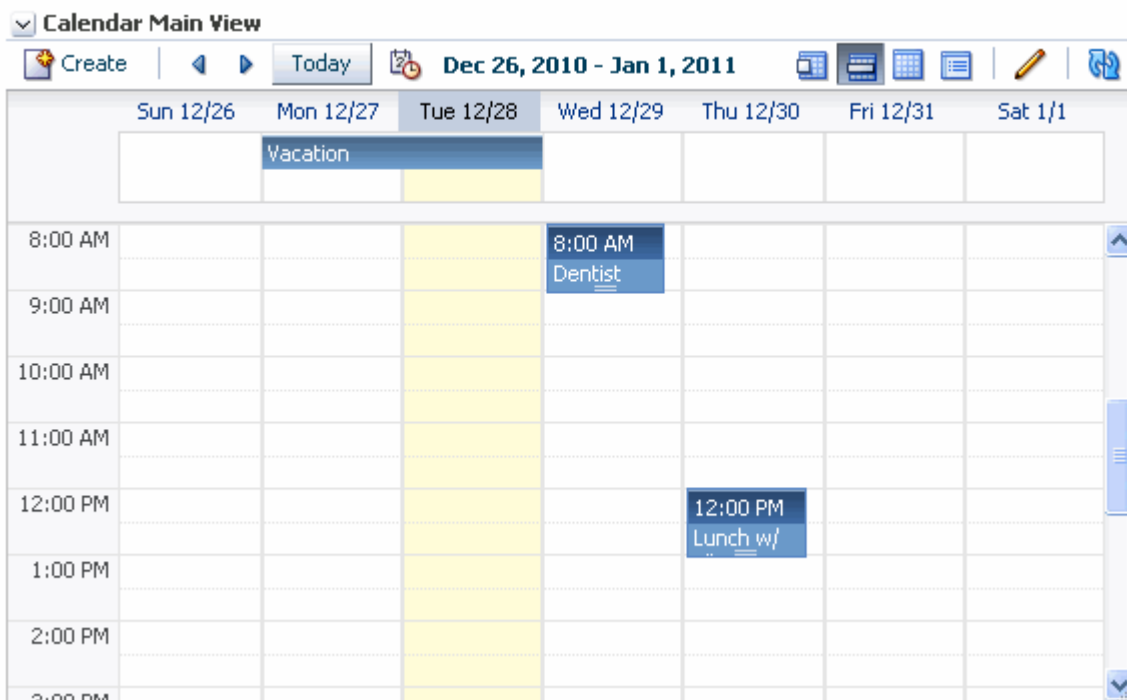 Calendar Main View
Create Today Dec 26, 2010 - Jan 1, 2011
Sun 12/26 Mon 12/27 Tue 12/28 Wed 12/29 Thu 12/30 Fri 12/31 Sat 1/1
Vacation
8:00 AM 8:00 AM
Dentist
9:00 AM
10:00 AM
11:00 AM
12:00 PM 12:00 PM
Lunch w/
1:00 PM
2:00 PM